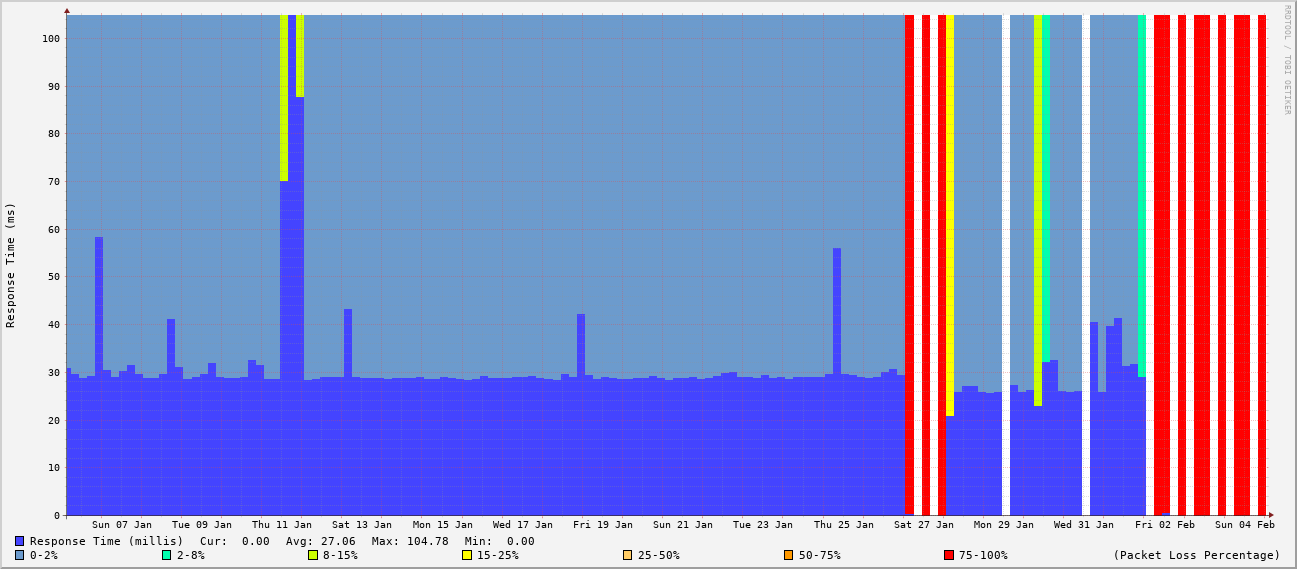 RRDTOOL / TOBI OETIKER
Response Time (ms)
100
90
80
70
60
50
40
30
20
10
0
Sun 07 Jan Tue 09 Jan Thu 11 Jan Sat 13 Jan Mon 15 Jan Wed 17 Jan Fri 19 Jan Sun 21 Jan Tue 23 Jan Thu 25 Jan Sat 27 Jan Mon 29 Jan Wed 31 Jan Fri 02 Feb Sun 04 Feb
Response Time (millis) Cur: 0.00 Avg: 27.06 Max: 104.78 Min: 0.00
0-2% 2-8% 8-15% 15-25% 25-50% 50-75% 75-100% (Packet Loss Percentage)